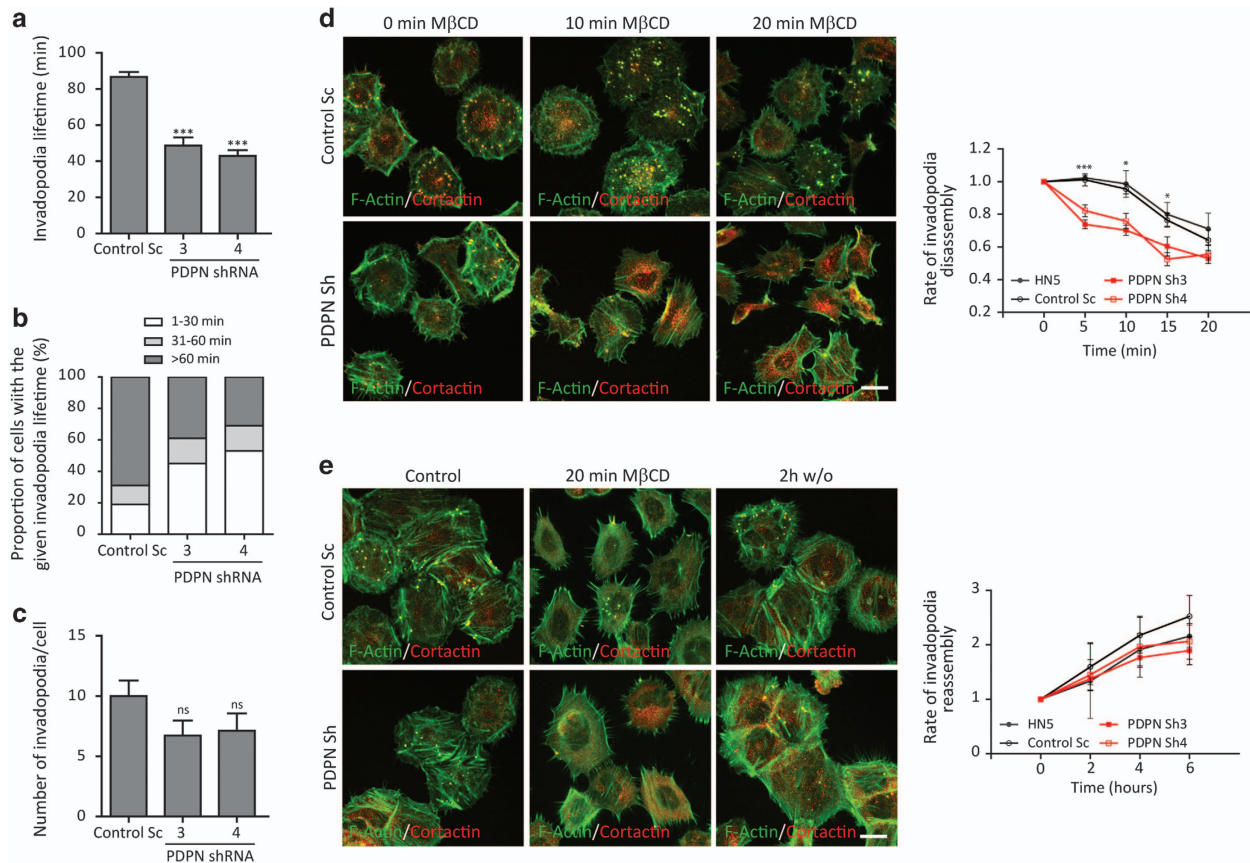 a
Invadopodia lifetime (min)
100
80
60
40
20
0
***
***
Control Sc
3
4
PDPN shRNA
b
1-30 min
31-60 min
>60 min
Proportion of cells with the
given invadopodia lifetime (%)
100
80
60
40
20
0
Control Sc
3
4
PDPN shRNA
c
Number of invadopodia/cell
15
10
5
0
ns
ns
Control Sc
3
4
PDPN shRNA
d
0 min MβCD
10 min MβCD
20 min MβCD
Control Sc
F-Actin/Cortactin
F-Actin/Cortactin
F-Actin/Cortactin
PDPN Sh
F-Actin/Cortactin
F-Actin/Cortactin
F-Actin/Cortactin
Rate of invadopodia
disassembly
1.2
1.0
0.8
0.6
0.4
0.2
***
*
*
HN5
Control Sc
PDPN Sh3
PDPN Sh4
0
5
10
15
20
Time (min)
e
Control
20 min MβCD
2h w/o
Control Sc
F-Actin/Cortactin
F-Actin/Cortactin
F-Actin/Cortactin
PDPN Sh
F-Actin/Cortactin
F-Actin/Cortactin
F-Actin/Cortactin
Rate of invadopodia
reassembly
3
2
1
0
HN5
Control Sc
PDPN Sh3
PDPN Sh4
0
2
4
6
Time (hours)